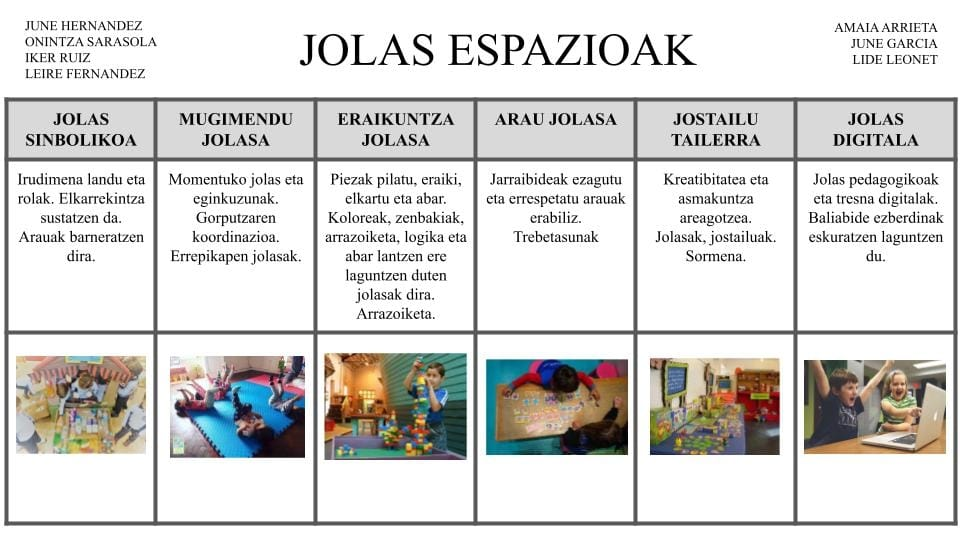 JUNE HERNANDEZ
ONINTZA SARASOLA
IKER RUIZ
LEIRE FERNANDEZ
JOLAS ESPAZIOAK
AMAIA ARRIETA
JUNE GARCIA
LIDE LEONET
JOLAS
SINBOLIKOA
MUGIMENDU
JOLASA
ERAIKUNTZA
JOLASA
ARAU JOLASA
JOSTAILU
TAILERRA
JOLAS
DIGITALA
Irudimena landu eta
rolak. Elkarrekintza
sustatzen da.
Arauak barneratzen
dira.
Momentuko jolas eta
eginkuzunak.
Gorputzaren
koordinazioa.
Errepikapen jolasak.
Piezak pilatu, eraiki,
elkartu eta abar.
Koloreak, zenbakiak,
arrazoiketa, logika eta
abar lantzen ere
laguntzen duten
jolasak dira.
Arrazoiketa.
Jarraibideak ezagutu
eta errespetatu arauak
erabiliz.
Trebetasunak
Kreatibitatea eta
asmakuntza
areagotzea.
Jolasak, jostailuak.
Sormena.
Jolas pedagogikoak
eta tresna digitalak.
Baliabide ezberdinak
eskuratzen laguntzen
du.